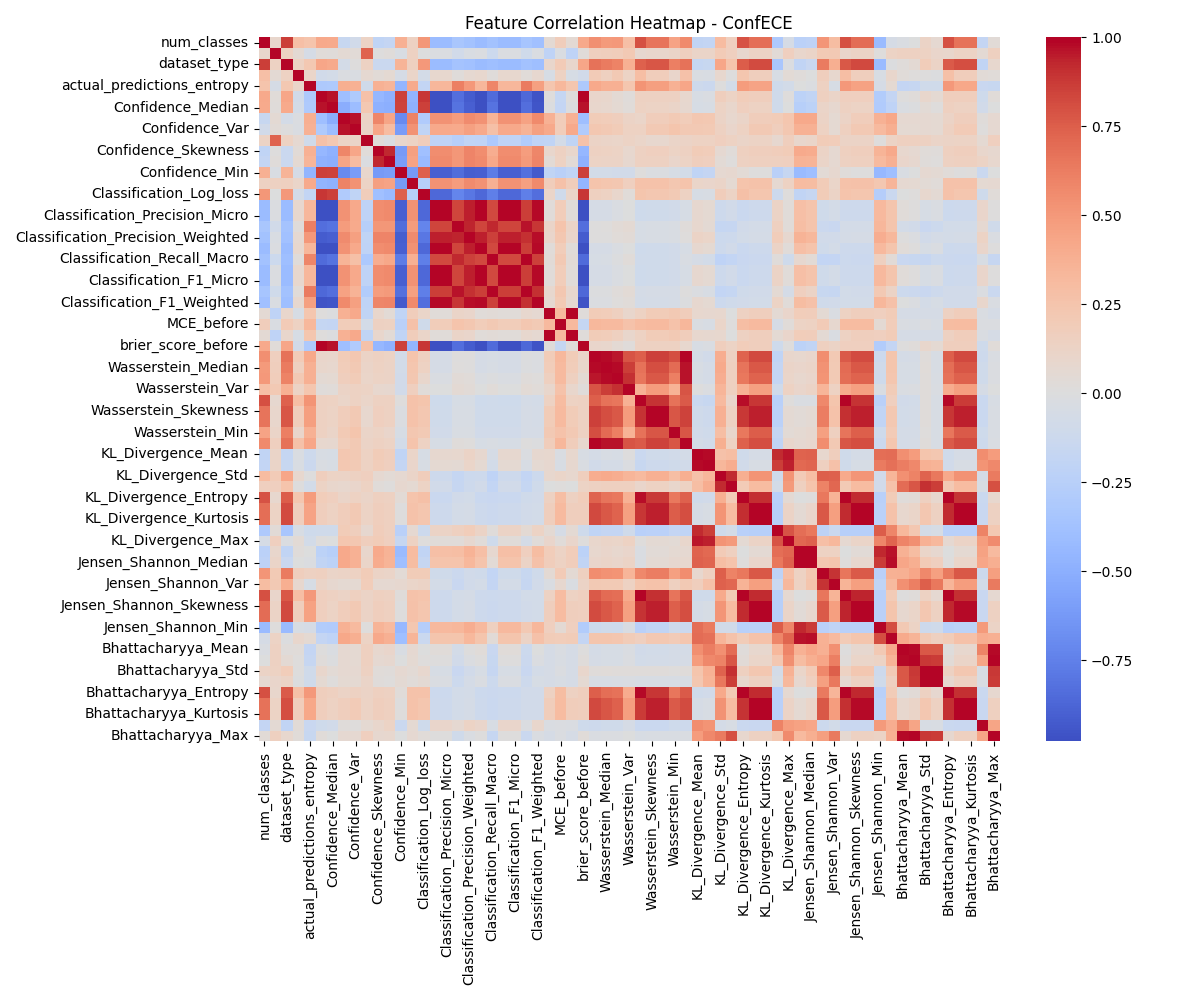 Feature Correlation Heatmap - ConfECE
num_classes
dataset_type
actual_predictions_entropy
Confidence_Median
Confidence_Var
Confidence_Skewness
Confidence_Min
Classification_Log_loss
Classification_Precision_Micro
Classification_Precision_Weighted
Classification_Recall_Macro
Classification_F1_Micro
Classification_F1_Weighted
MCE_before
brier_score_before
Wasserstein_Median
Wasserstein_Var
Wasserstein_Skewness
Wasserstein_Min
KL_Divergence_Mean
KL_Divergence_Std
KL_Divergence_Entropy
KL_Divergence_Kurtosis
KL_Divergence_Max
Jensen_Shannon_Median
Jensen_Shannon_Var
Jensen_Shannon_Skewness
Jensen_Shannon_Min
Bhattacharyya_Mean
Bhattacharyya_Std
Bhattacharyya_Entropy
Bhattacharyya_Kurtosis
Bhattacharyya_Max
num_classes
dataset_type
actual_predictions_entropy
Confidence_Median
Confidence_Var
Confidence_Skewness
Confidence_Min
Classification_Log_loss
Classification_Precision_Micro
Classification_Precision_Weighted
Classification_Recall_Macro
Classification_F1_Micro
Classification_F1_Weighted
MCE_before
brier_score_before
Wasserstein_Median
Wasserstein_Var
Wasserstein_Skewness
Wasserstein_Min
KL_Divergence_Mean
KL_Divergence_Std
KL_Divergence_Entropy
KL_Divergence_Kurtosis
KL_Divergence_Max
Jensen_Shannon_Median
Jensen_Shannon_Var
Jensen_Shannon_Skewness
Jensen_Shannon_Min
Bhattacharyya_Mean
Bhattacharyya_Std
Bhattacharyya_Entropy
Bhattacharyya_Kurtosis
Bhattacharyya_Max
1.00
0.75
0.50
0.25
0.00
−0.25
−0.50
−0.75